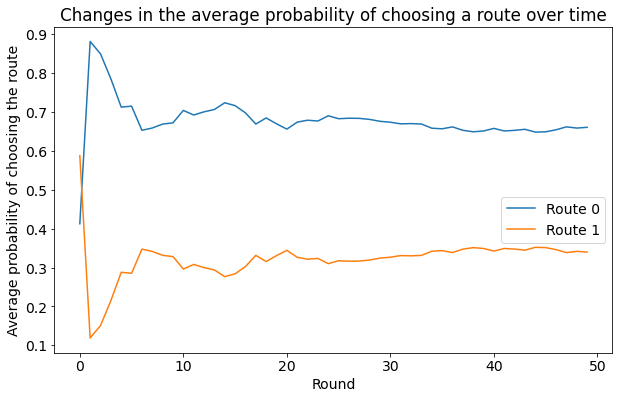 Changes in the average probability of choosing a route over time
Average probability of choosing the route
0.9
0.8
0.7
0.6
0.5
0.4
0.3
0.2
0.1
Route 0
Route 1
0 10 20 30 40 50
Round